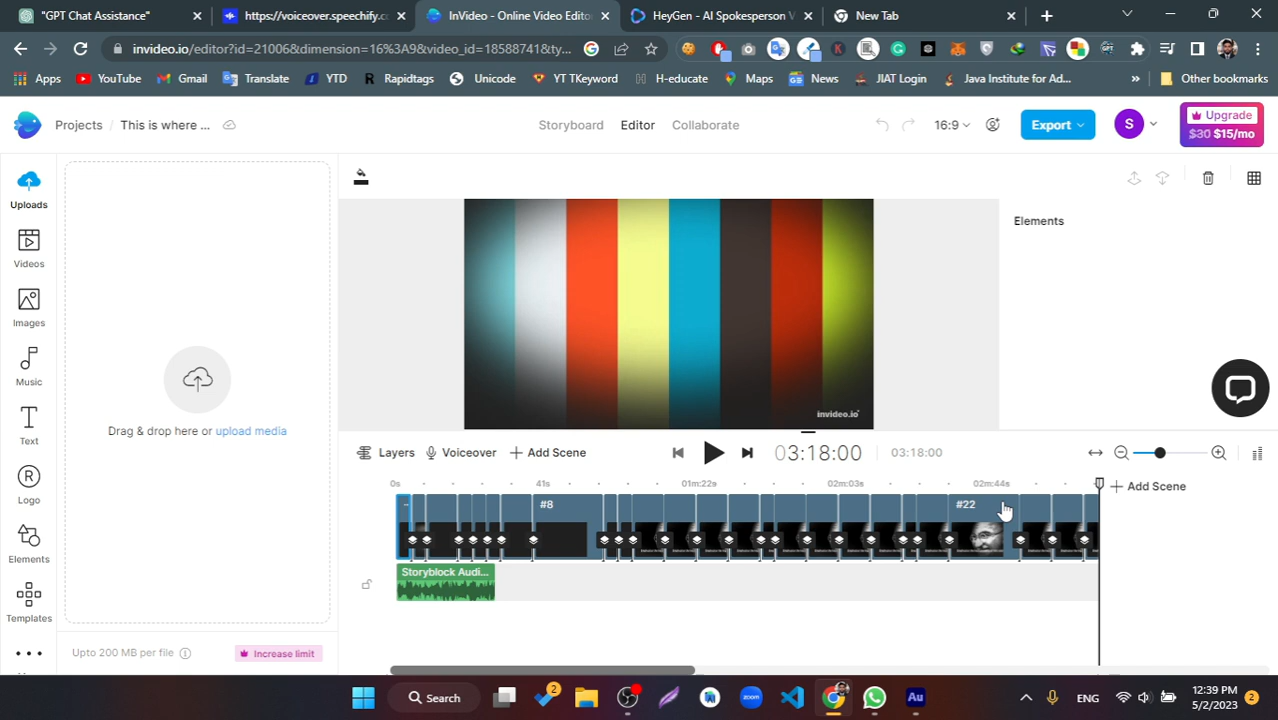 "GPT Chat Assistance"
https://voiceover.speechify.c
InVideo - Online Video Editor
HeyGen - AI Spokesperson V
New Tab
invideo.io/editor?id=21006&dimension=16%3A9&video_id=18588741&ty...
Apps
YouTube
Gmail
Translate
YTD
Rapidtags
Unicode
YT TKeyword
H-educate
Maps
News
JIAT Login
Java Institute for Ad...
»
Other bookmarks
Projects / This is where ...
Storyboard
Editor
Collaborate
16:9
Export
S
Upgrade
$30 $15/mo
Uploads
Videos
Images
Music
Text
Logo
Elements
Templates
Drag & drop here or upload media
Upto 200 MB per file
Increase limit
Elements
invideo.io
Layers
Voiceover
Add Scene
03:18:00
03:18:00
0s
41s
01m:22s
02m:03s
02m:44s
Add Scene
#8
#22
Storyblock Audi...
Search
2
Au
ENG
12:39 PM
5/2/2023
2